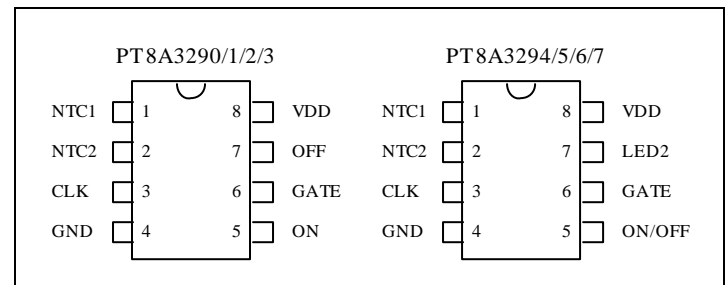 PT8A3290/1/2/3 PT8A3294/5/6/7
NTC1 1 8 VDD NTC1 1 8 VDD
NTC2 2 7 OFF NTC2 2 7 LED2
CLK 3 6 GATE CLK 3 6 GATE
GND 4 5 ON GND 4 5 ON/OFF